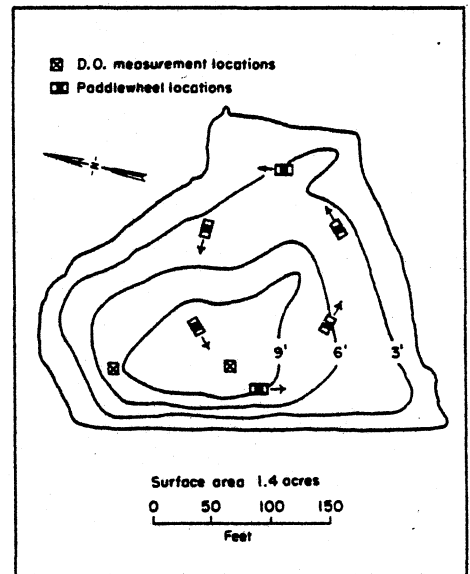 D.O. measurement locations
Paddlewheel locations
N
9' 6' 3'
Surface area 1.4 acres
0 50 100 150
Feet